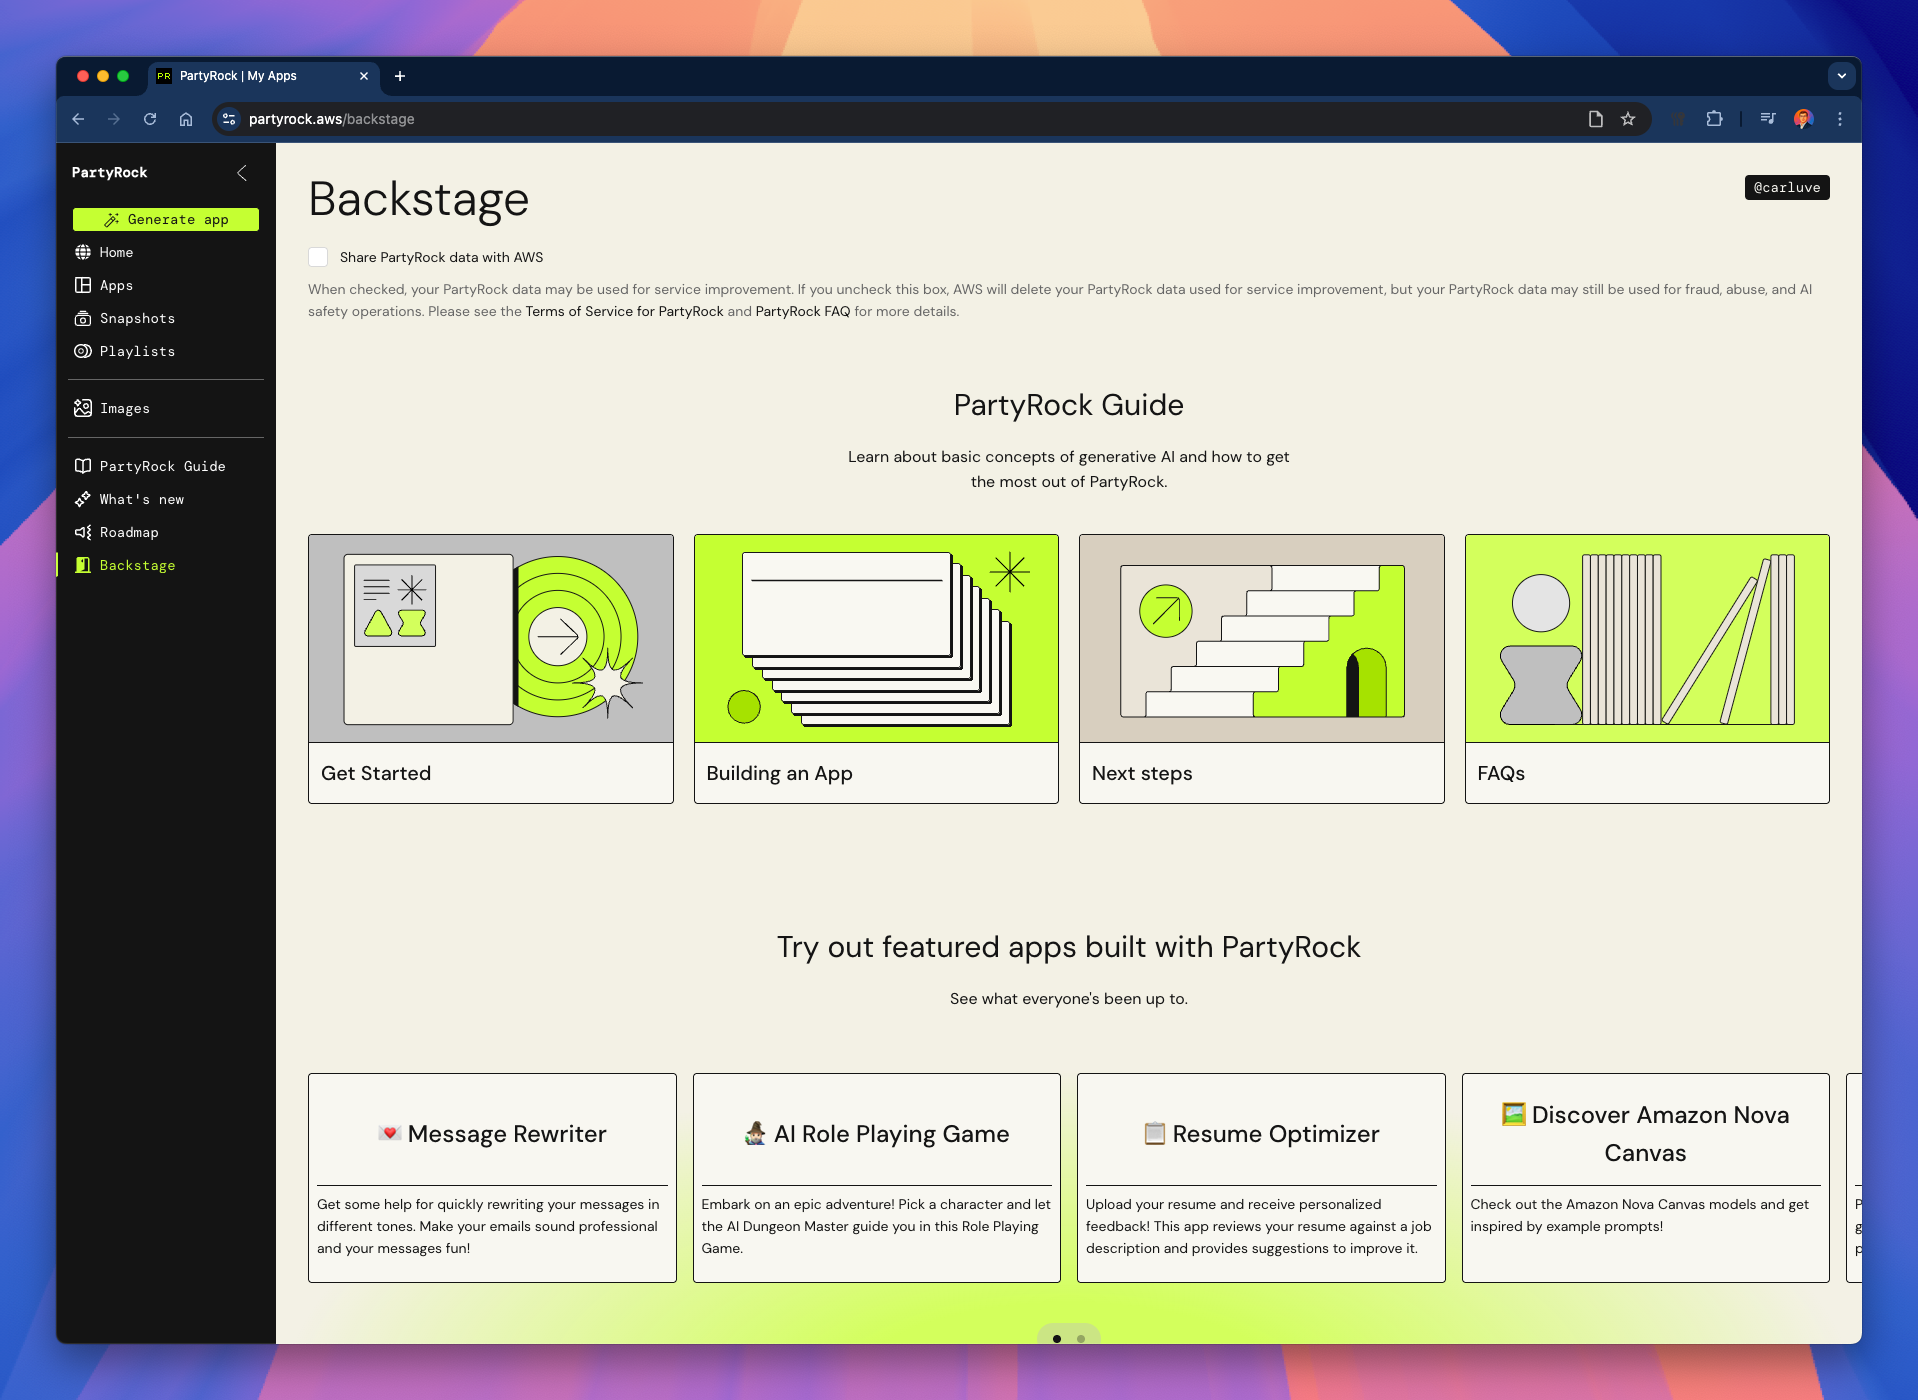 PR PartyRock | My Apps
partyrock.aws/backstage
PartyRock
Generate app
Home
Apps
Snapshots
Playlists
Images
PartyRock Guide
What's new
Roadmap
Backstage
Backstage
@carluve
Share PartyRock data with AWS
When checked, your PartyRock data may be used for service improvement. If you uncheck this box, AWS will delete your PartyRock data used for service improvement, but your PartyRock data may still be used for fraud, abuse, and AI
safety operations. Please see the Terms of Service for PartyRock and PartyRock FAQ for more details.
PartyRock Guide
Learn about basic concepts of generative AI and how to get
the most out of PartyRock.
Get Started
Building an App
Next steps
FAQs
Try out featured apps built with PartyRock
See what everyone's been up to.
Message Rewriter
Get some help for quickly rewriting your messages in
different tones. Make your emails sound professional
and your messages fun!
AI Role Playing Game
Embark on an epic adventure! Pick a character and let
the AI Dungeon Master guide you in this Role Playing
Game.
Resume Optimizer
Upload your resume and receive personalized
feedback! This app reviews your resume against a job
description and provides suggestions to improve it.
Discover Amazon Nova
Canvas
Check out the Amazon Nova Canvas models and get
inspired by example prompts!